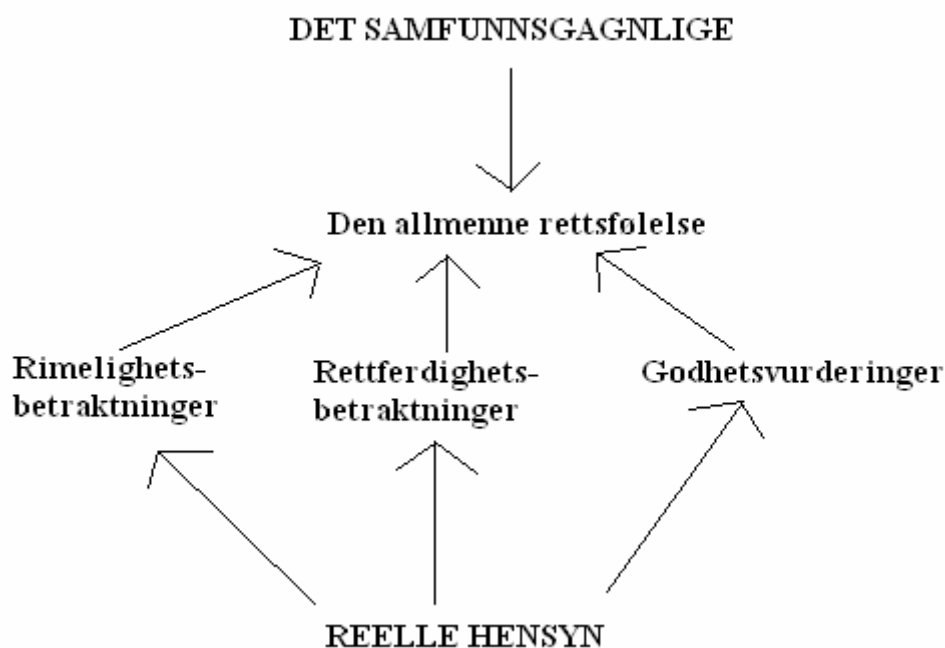 DET SAMFUNNSGAGNLIGE
Den allmenne rettsfølelse
Rimelighets-
betraktninger
Rettferdighets-
betraktninger
Godhetsvurderinger
REELLE HENSYN